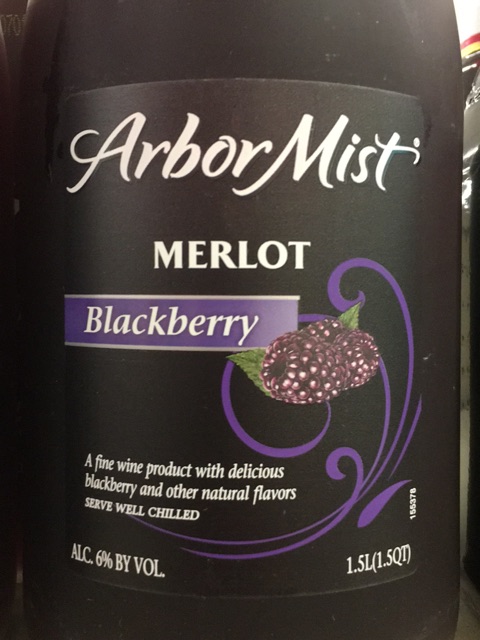 Arbor Mist
MERLOT
Blackberry
A fine wine product with delicious
blackberry and other natural flavors
SERVE WELL CHILLED
155378
ALC. 6% BY VOL.
1.5L(1.5QT)